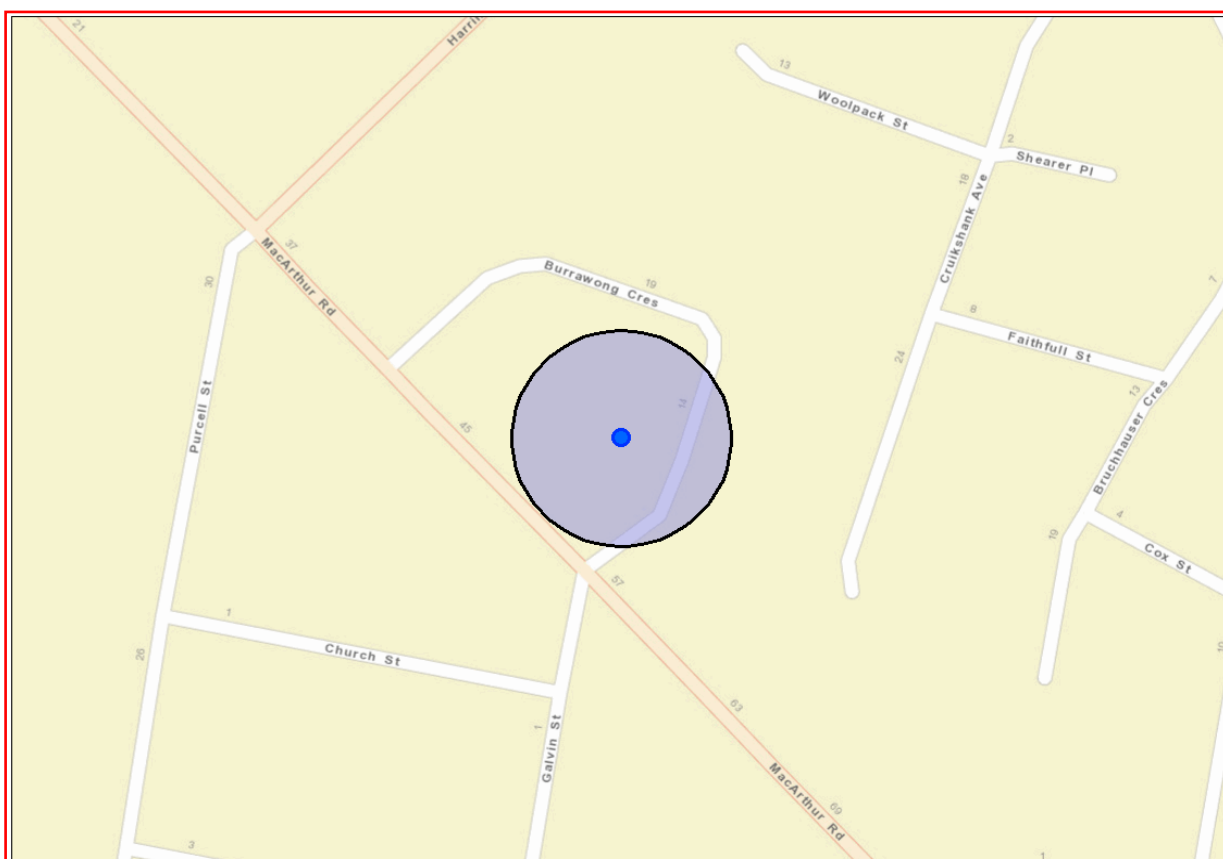 21
Harrin
13
Woolpack St
2
Shearer Pl
18
Cruikshank Ave
37
MacArthur Rd
30
Burrawong Cres
19
7
8
Faithfull St
24
13
Bruchhauser Cres
Purcell St
14
45
4
19
Cox St
57
1
Church St
26
63
1
Galvin St
MacArthur Rd
69
3
1